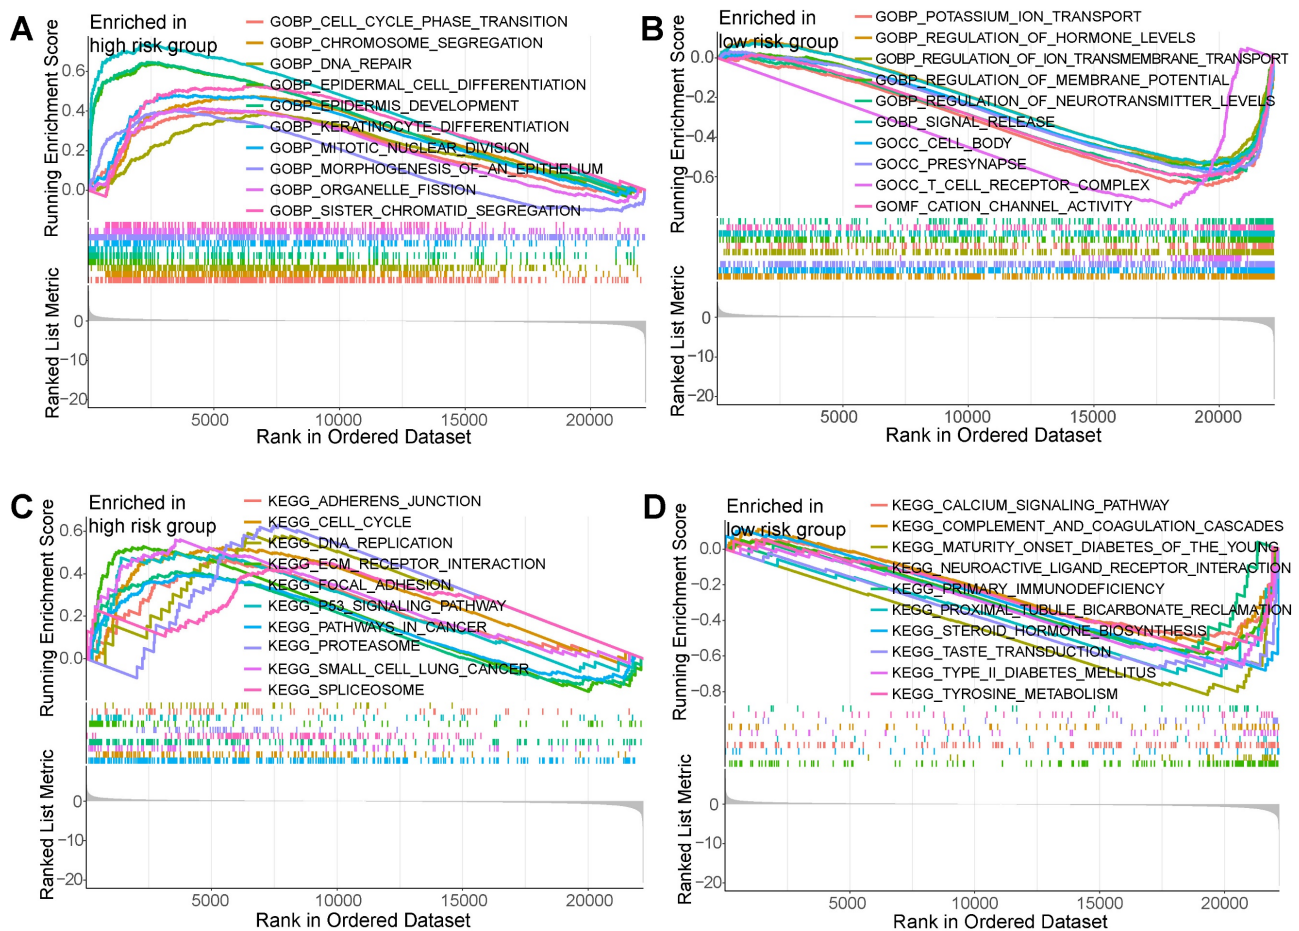 A
Enriched in
high risk group
GOBP_CELL_CYCLE_PHASE_TRANSITION
GOBP_CHROMOSOME_SEGREGATION
GOBP_DNA_REPAIR
GOBP_EPIDERMAL_CELL_DIFFERENTIATION
GOBP_EPIDERMIS_DEVELOPMENT
GOBP_KERATINOCYTE_DIFFERENTIATION
GOBP_MITOTIC_NUCLEAR_DIVISION
GOBP_MORPHOGENESIS_OF_AN_EPITHELIUM
GOBP_ORGANELLE_FISSION
GOBP_SISTER_CHROMATID_SEGREGATION
Running Enrichment Score
0.6
0.4
0.2
0.0
Ranked List Metric
0
−10
−20
5000
10000
15000
20000
Rank in Ordered Dataset
B
Enriched in
low risk group
GOBP_POTASSIUM_ION_TRANSPORT
GOBP_REGULATION_OF_HORMONE_LEVELS
GOBP_REGULATION_OF_ION_TRANSMEMBRANE_TRANSPORT
GOBP_REGULATION_OF_MEMBRANE_POTENTIAL
GOBP_REGULATION_OF_NEUROTRANSMITTER_LEVELS
GOBP_SIGNAL_RELEASE
GOCC_CELL_BODY
GOCC_PRESYNAPSE
GOCC_T_CELL_RECEPTOR_COMPLEX
GOMF_CATION_CHANNEL_ACTIVITY
Running Enrichment Score
0.0
−0.2
−0.4
−0.6
Ranked List Metric
0
−10
−20
5000
10000
15000
20000
Rank in Ordered Dataset
C
Enriched in
high risk group
KEGG_ADHERENS_JUNCTION
KEGG_CELL_CYCLE
KEGG_DNA_REPLICATION
KEGG_ECM_RECEPTOR_INTERACTION
KEGG_FOCAL_ADHESION
KEGG_P53_SIGNALING_PATHWAY
KEGG_PATHWAYS_IN_CANCER
KEGG_PROTEASOME
KEGG_SMALL_CELL_LUNG_CANCER
KEGG_SPLICEOSOME
Running Enrichment Score
0.6
0.4
0.2
0.0
Ranked List Metric
0
−10
−20
5000
10000
15000
20000
Rank in Ordered Dataset
D
Enriched in
low risk group
KEGG_CALCIUM_SIGNALING_PATHWAY
KEGG_COMPLEMENT_AND_COAGULATION_CASCADES
KEGG_MATURITY_ONSET_DIABETES_OF_THE_YOUNG
KEGG_NEUROACTIVE_LIGAND_RECEPTOR_INTERACTION
KEGG_PRIMARY_IMMUNODEFICIENCY
KEGG_PROXIMAL_TUBULE_BICARBONATE_RECLAMATION
KEGG_STEROID_HORMONE_BIOSYNTHESIS
KEGG_TASTE_TRANSDUCTION
KEGG_TYPE_II_DIABETES_MELLITUS
KEGG_TYROSINE_METABOLISM
Running Enrichment Score
0.0
−0.2
−0.4
−0.6
−0.8
Ranked List Metric
0
−10
−20
5000
10000
15000
20000
Rank in Ordered Dataset